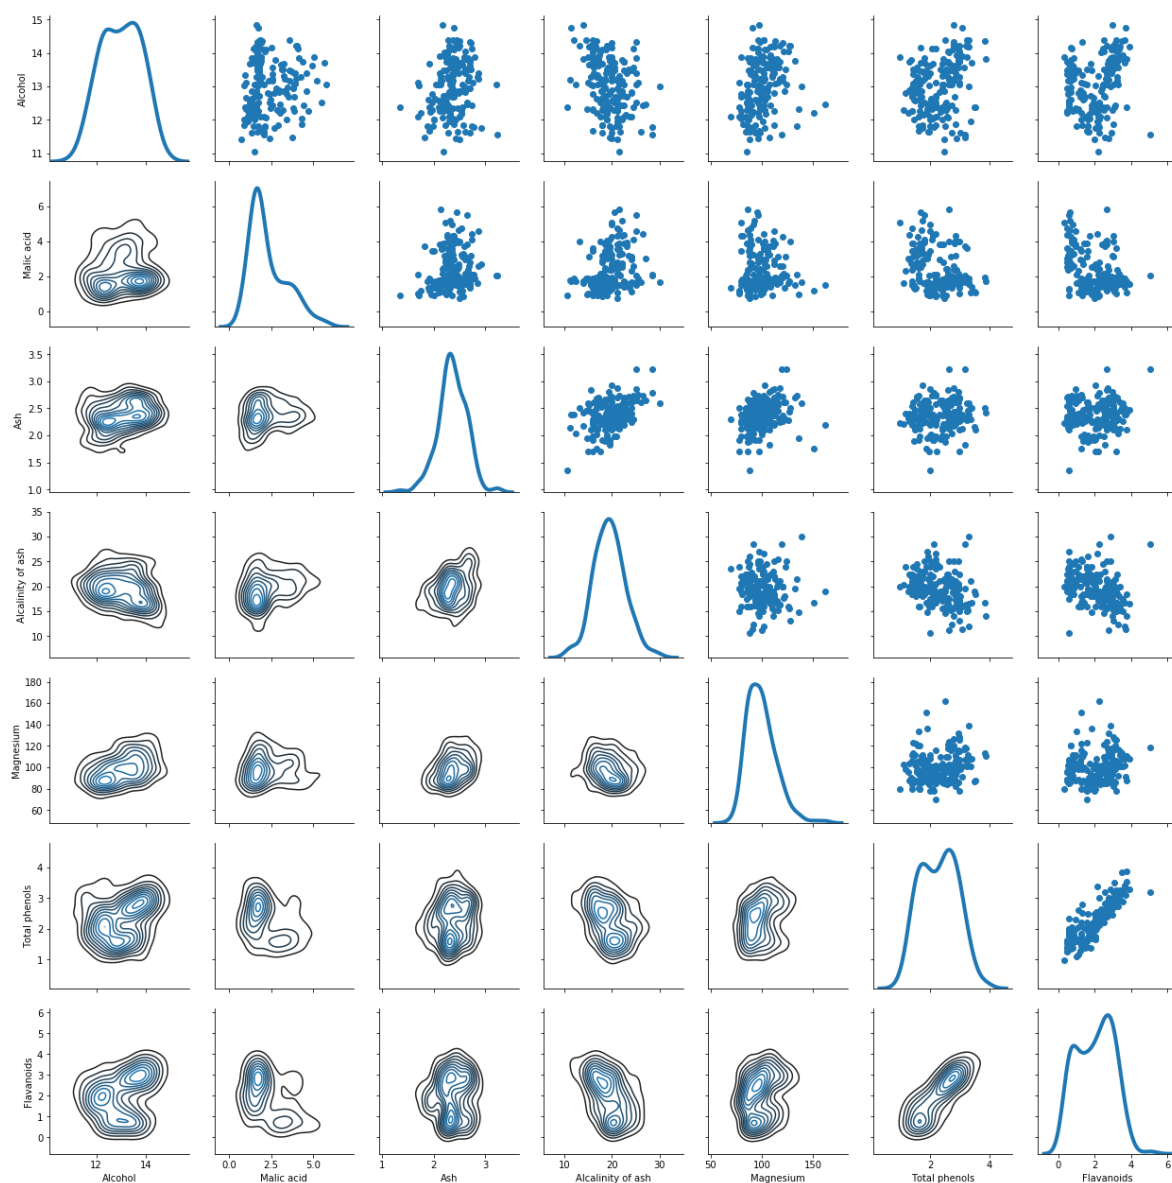 15
14
13
12
11
Alcohol
6
4
2
0
Malic acid
3.5
3.0
2.5
2.0
1.5
1.0
Ash
35
30
25
20
15
10
Alcalinity of ash
180
160
140
120
100
80
60
Magnesium
4
3
2
1
Total phenols
6
5
4
3
2
1
0
Flavanoids
12 14
Alcohol
0.0 2.5 5.0
Malic acid
1 2 3
Ash
10 20 30
Alcalinity of ash
50 100 150
Magnesium
2 4
Total phenols
0 2 4 6
Flavanoids